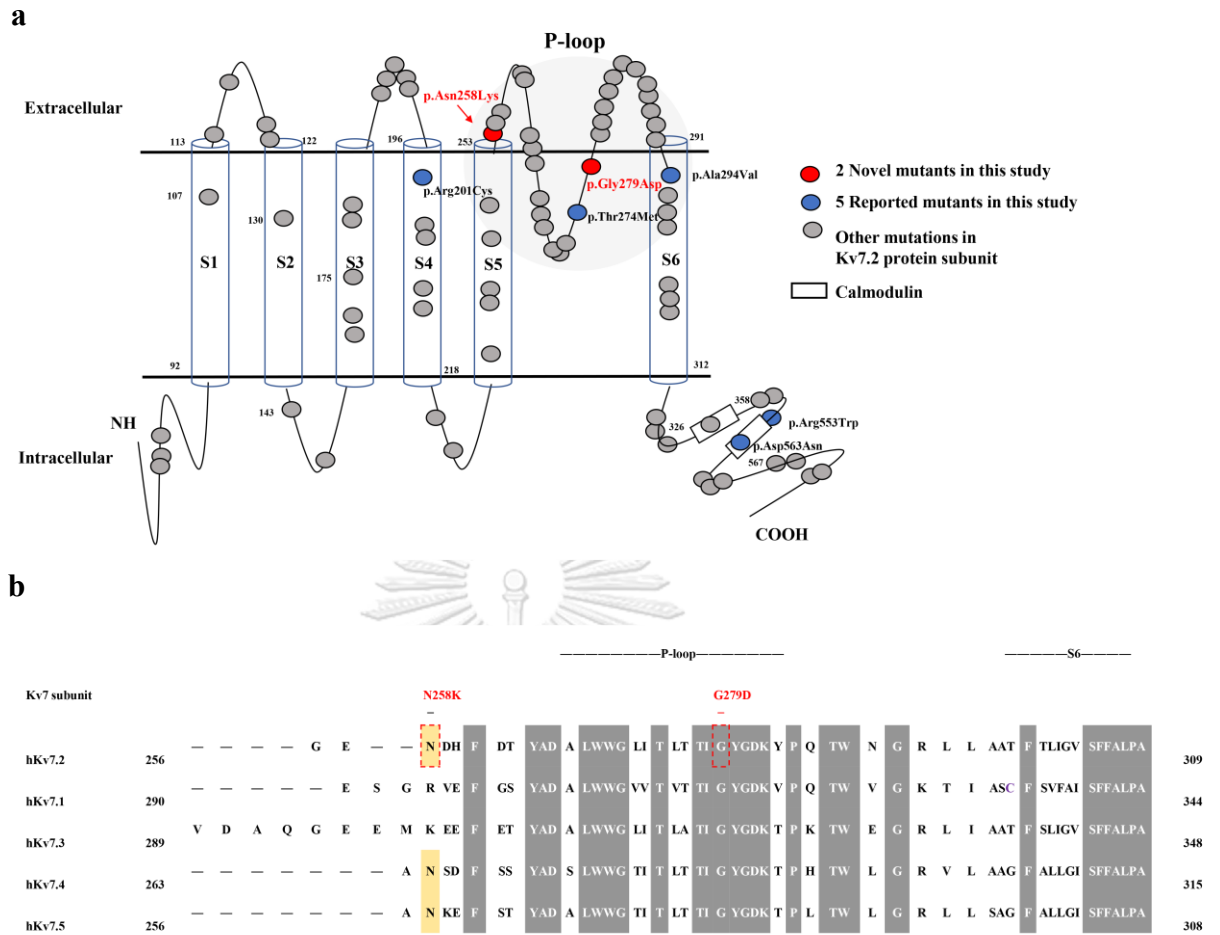 a
P-loop
p.Asn258Lys
Extracellular
113
122
196
253
291
p.Ala294Val
2 Novel mutants in this study
p.Arg201Cys
p.Gly279Asp
107
p.Thr274Met
5 Reported mutants in this study
130
Other mutations in
Kv7.2 protein subunit
S1
S2
S3
S4
S5
S6
175
Calmodulin
92
218
312
NH
143
358
326
p.Arg553Trp
p.Asp563Asn
Intracellular
567
COOH
b
—————————P-loop—————————
—————S6————
Kv7 subunit N258K G279D
hKv7.2 256 — — — — G E — — N DH F DT YAD A LWWG LI T LT TI G YGDK Y P Q TW N G R L L AAT F TLIGV SFFALPA 309
hKv7.1 290 — — — — — E S G R VE F GS YAD A LWWG VV T VT TI G YGDK V P Q TW V G K T I ASC F SVFAI SFFALPA 344
hKv7.3 289 V D A Q G E E M K EE F ET YAD A LWWG LI T LA TI G YGDK T P K TW E G R L I AAT F SLIGV SFFALPA 348
hKv7.4 263 — — — — — — — A N SD F SS YAD S LWWG TI T LT TI G YGDK T P H TW L G R V L AAG F ALLGI SFFALPA 315
hKv7.5 256 — — — — — — — A N KE F ST YAD A LWWG TI T LT TI G YGDK T P L TW L G R L L SAG F ALLGI SFFALPA 308